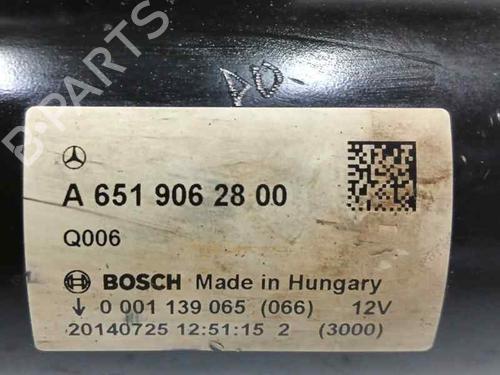 B-PARTS
A 651 906 28 00
Q006
BOSCH Made in Hungary
↓ 0 001 139 065 (066) 12V
20140725 12:51:15 2 (3000)